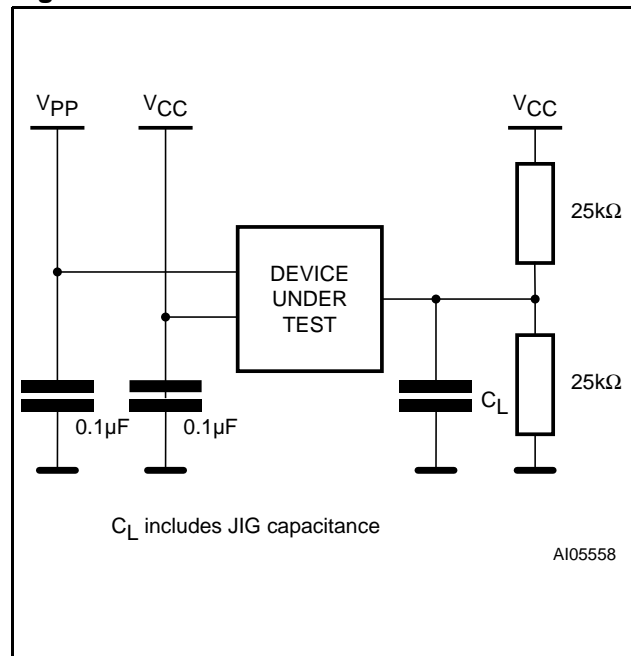 VPP
VCC
VCC
25kΩ
DEVICE
UNDER
TEST
25kΩ
CL
0.1µF
0.1µF
CL includes JIG capacitance
AI05558